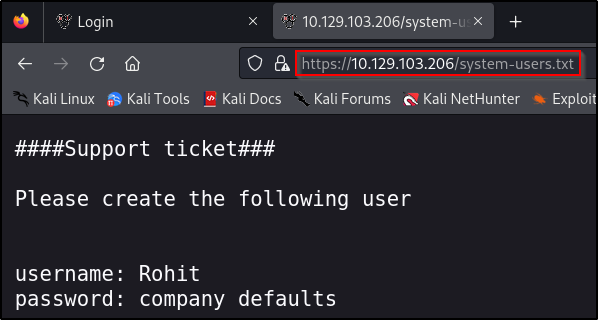 Login
10.129.103.206/system-us
https://10.129.103.206/system-users.txt
Kali Linux
Kali Tools
Kali Docs
Kali Forums
Kali NetHunter
Exploit
####Support ticket###
Please create the following user
username: Rohit
password: company defaults